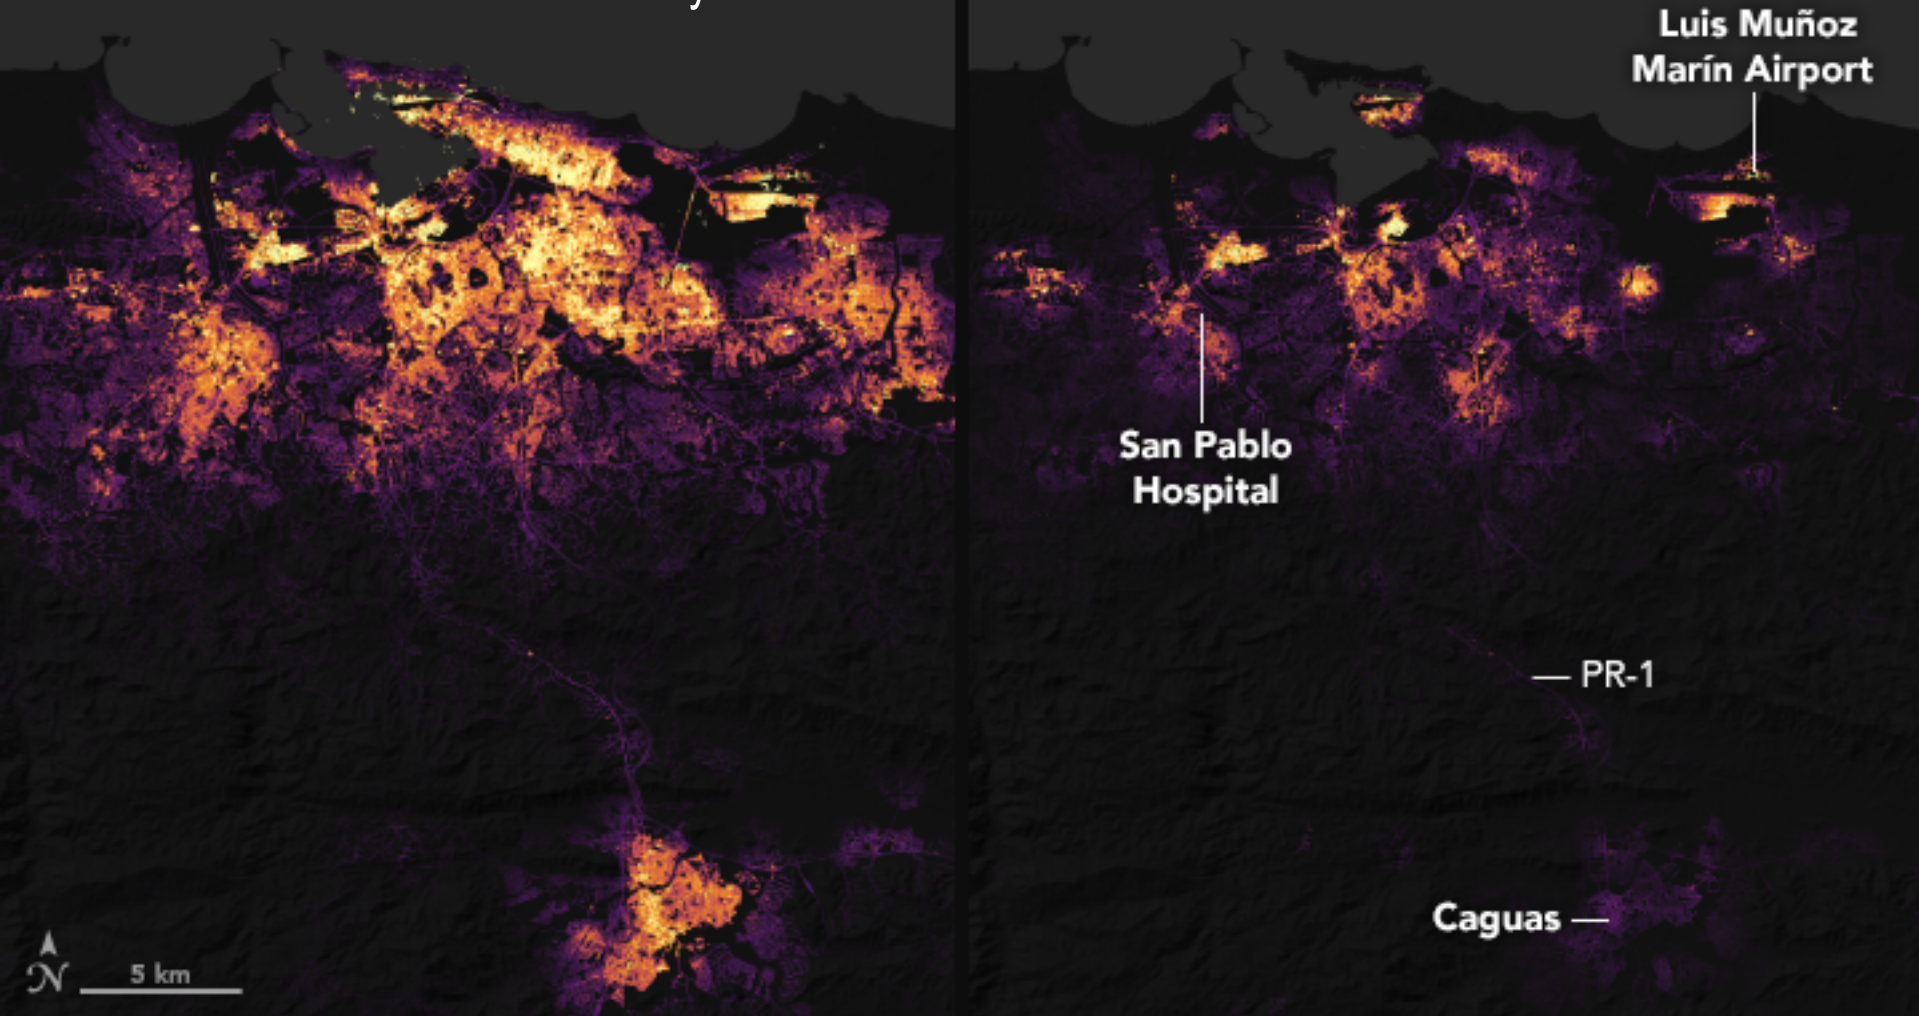 Luis Muñoz
Marín Airport
San Pablo
Hospital
PR-1
Caguas
N
5 km